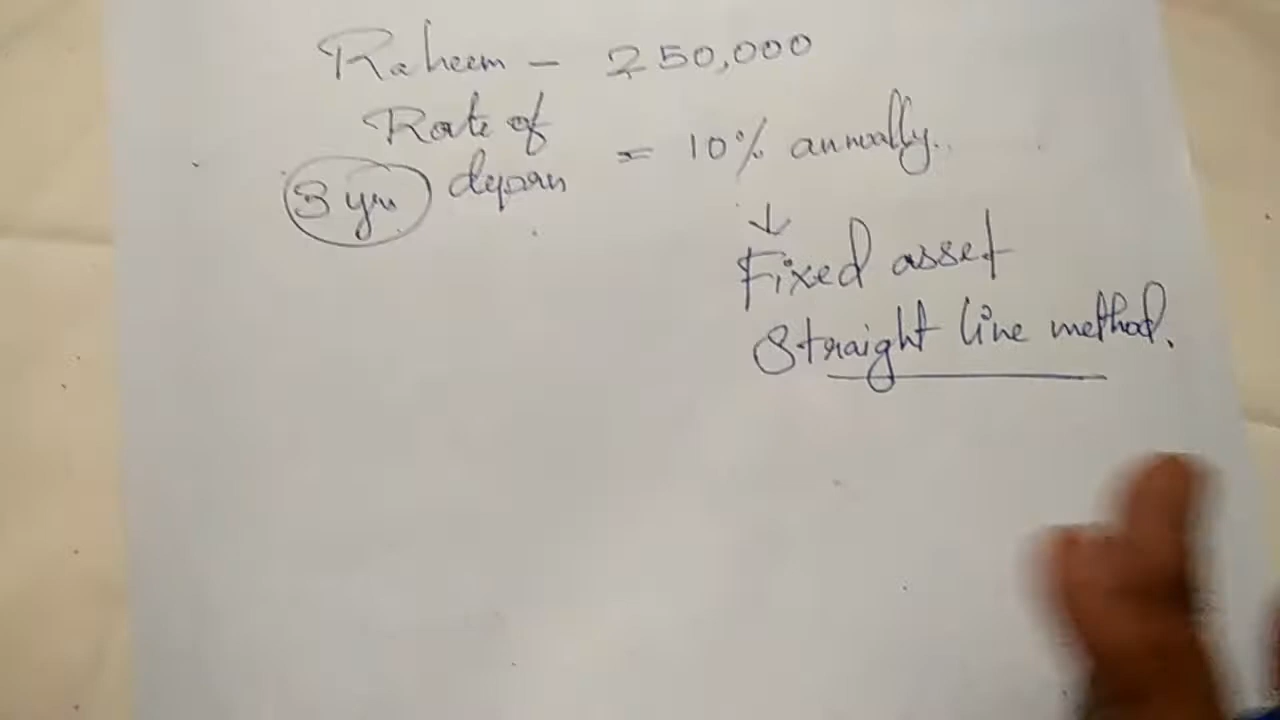 Raheem - 250,000
Rate of
depan = 10% annually.
3 yrs
↓
Fixed asset
Straight line method.